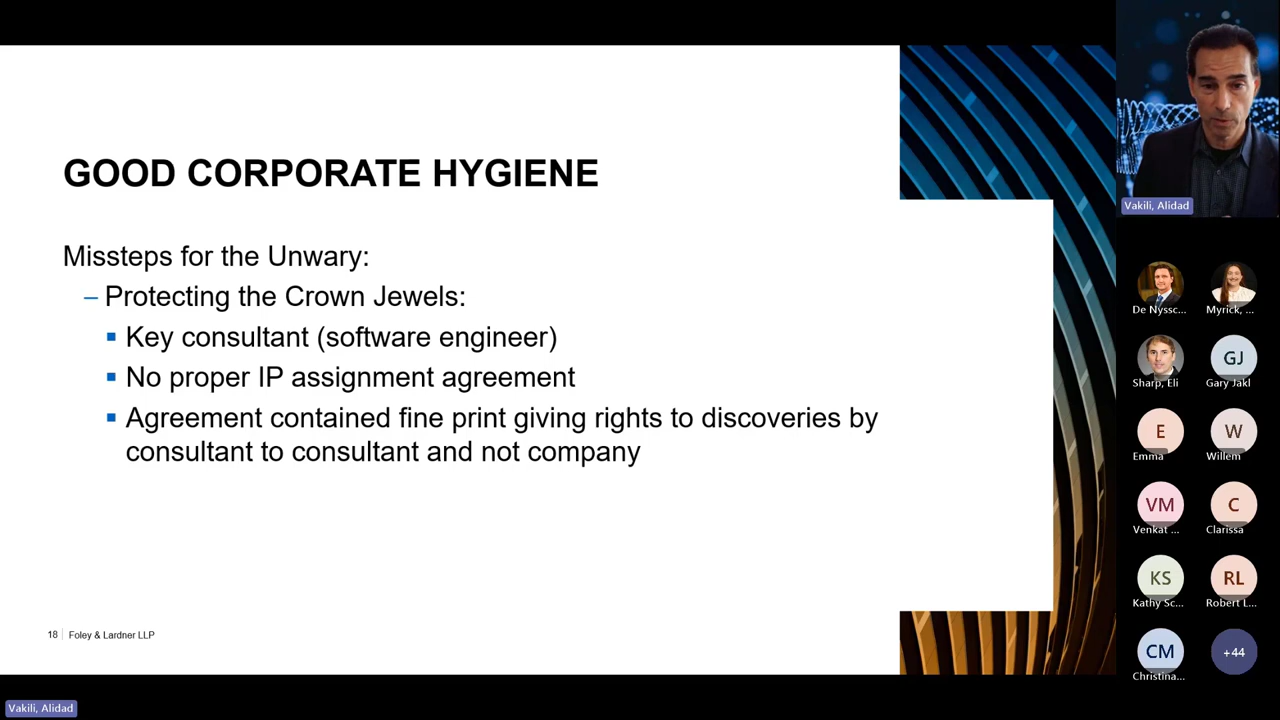 GOOD CORPORATE HYGIENE
Missteps for the Unwary:
– Protecting the Crown Jewels:
▪ Key consultant (software engineer)
▪ No proper IP assignment agreement
▪ Agreement contained fine print giving rights to discoveries by
consultant to consultant and not company
18 | Foley & Lardner LLP
Vakili, Alidad
De Nyssc...
Myrick, ...
Sharp, Eli
GJ
Gary Jakl
E
Emma
W
Willem
VM
Venkat ...
C
Clarissa
KS
Kathy Sc...
RL
Robert L...
CM
Christina...
+44
Vakili, Alidad